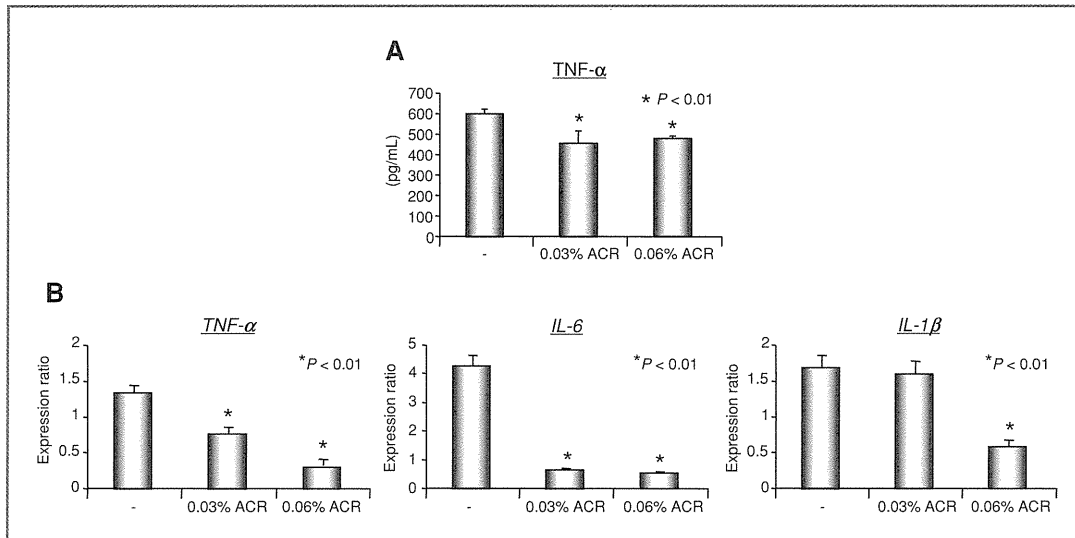 A
TNF-α
700
600
500
400
300
200
100
0
(pg/mL)
* P < 0.01
*
*
-
0.03% ACR
0.06% ACR
B
TNF-α
2
1.5
1
0.5
0
Expression ratio
*P < 0.01
*
*
-
0.03% ACR
0.06% ACR
IL-6
5
4
3
2
1
0
Expression ratio
*P < 0.01
*
*
-
0.03% ACR
0.06% ACR
IL-1β
2
1.5
1
0.5
0
Expression ratio
*P < 0.01
*
-
0.03% ACR
0.06% ACR